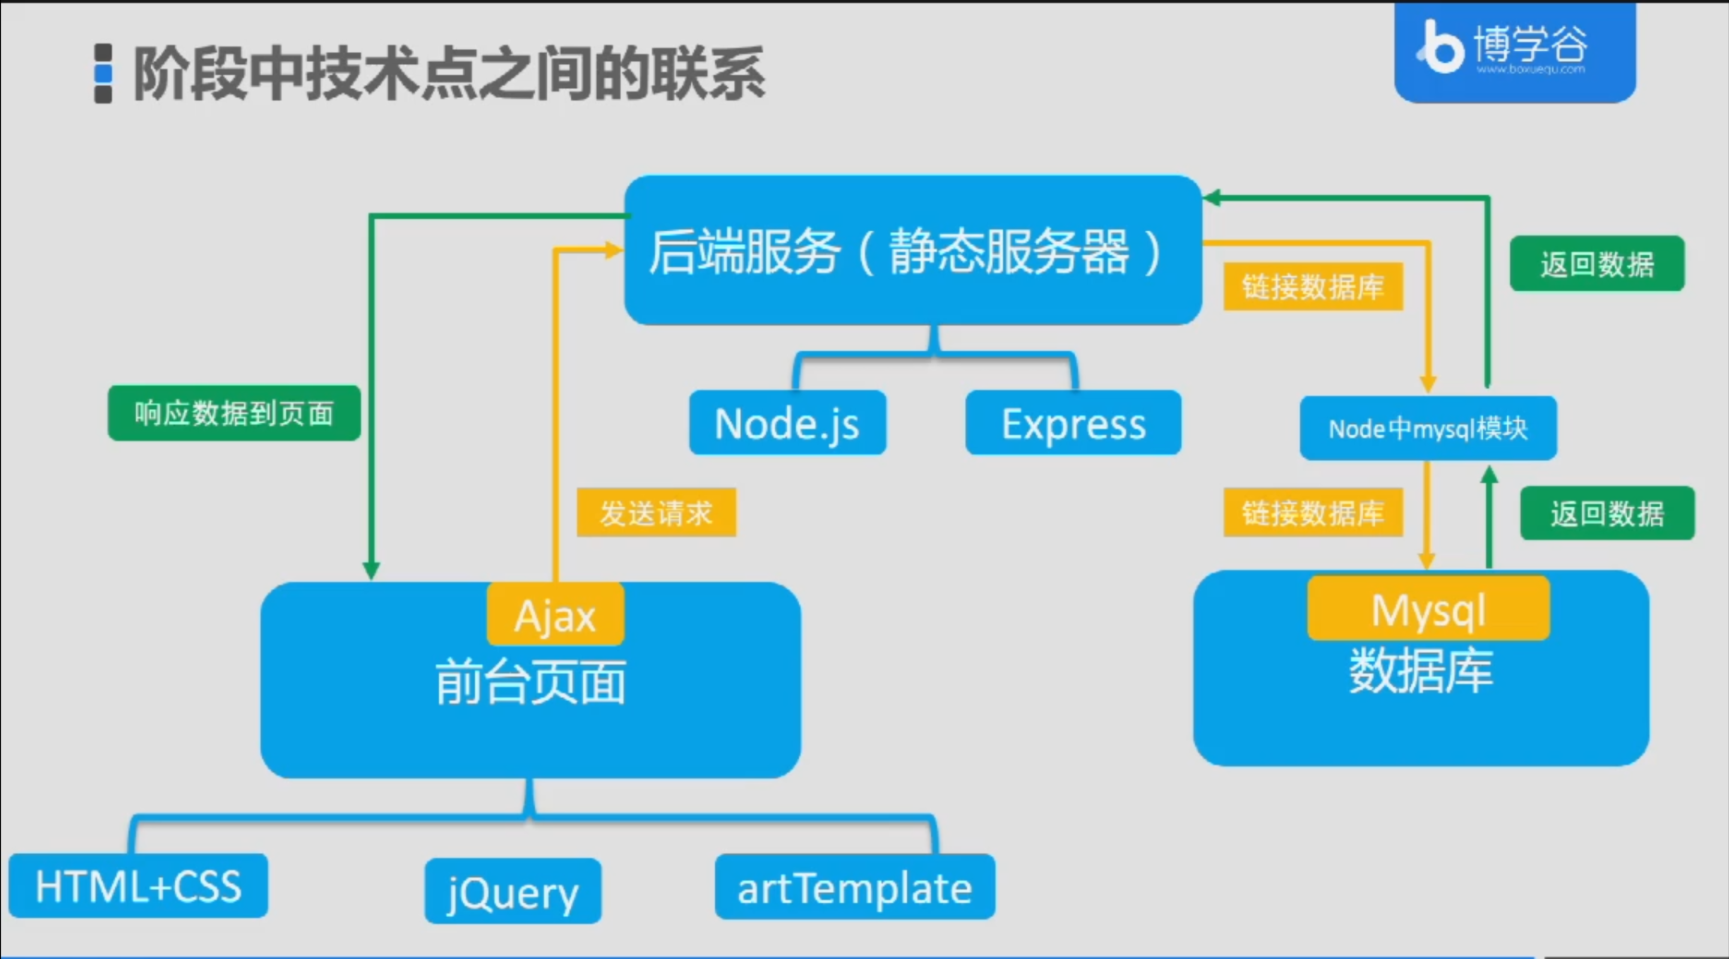 阶段中技术点之间的联系
博学谷
www.boxuegu.com
后端服务（静态服务器）
返回数据
链接数据库
响应数据到页面
Node.js
Express
Node中mysql模块
发送请求
链接数据库
返回数据
Ajax
前台页面
Mysql
数据库
HTML+CSS
jQuery
artTemplate